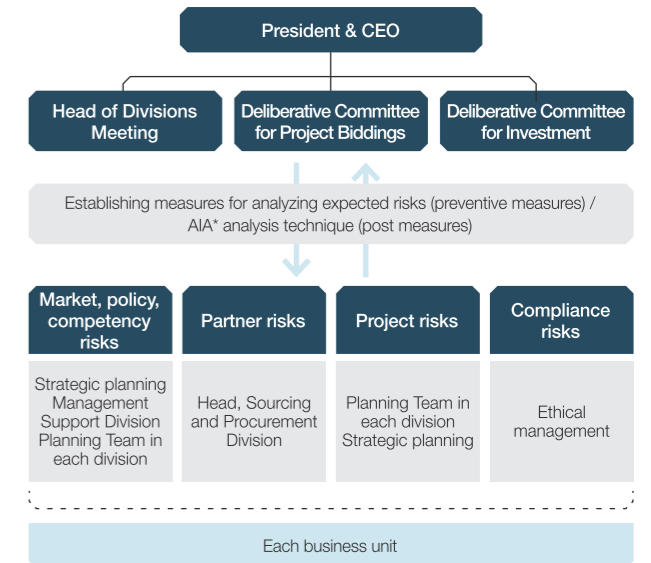 President & CEO
Head of Divisions
Meeting
Deliberative Committee
for Project Biddings
Deliberative Committee
for Investment
Establishing measures for analyzing expected risks (preventive measures) /
AIA* analysis technique (post measures)
Market, policy,
competency
risks
Partner risks
Project risks
Compliance
risks
Strategic planning
Management
Support Division
Planning Team in
each division
Head, Sourcing
and Procurement
Division
Planning Team in
each division
Strategic planning
Ethical
management
Each business unit